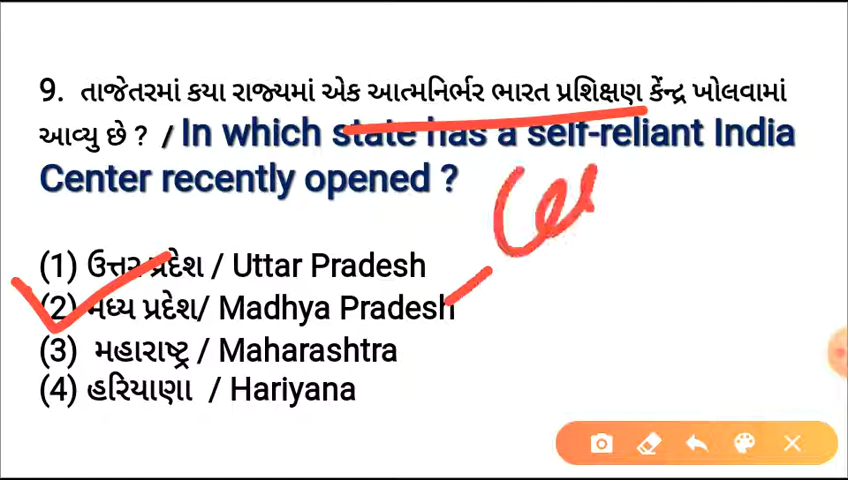 9. તાજેતરમાં કયા રાજ્યમાં એક આત્મનિર્ભર ભારત પ્રશિક્ષણ કેંન્દ્ર ખોલવામાં
આવ્યુ છે ? / In which state has a self-reliant India
Center recently opened ?
(1) ઉત્તર પ્રદેશ / Uttar Pradesh
(2) મધ્ય પ્રદેશ/ Madhya Pradesh
(3) મહારાષ્ટ્ર / Maharashtra
(4) હરિયાણા / Hariyana